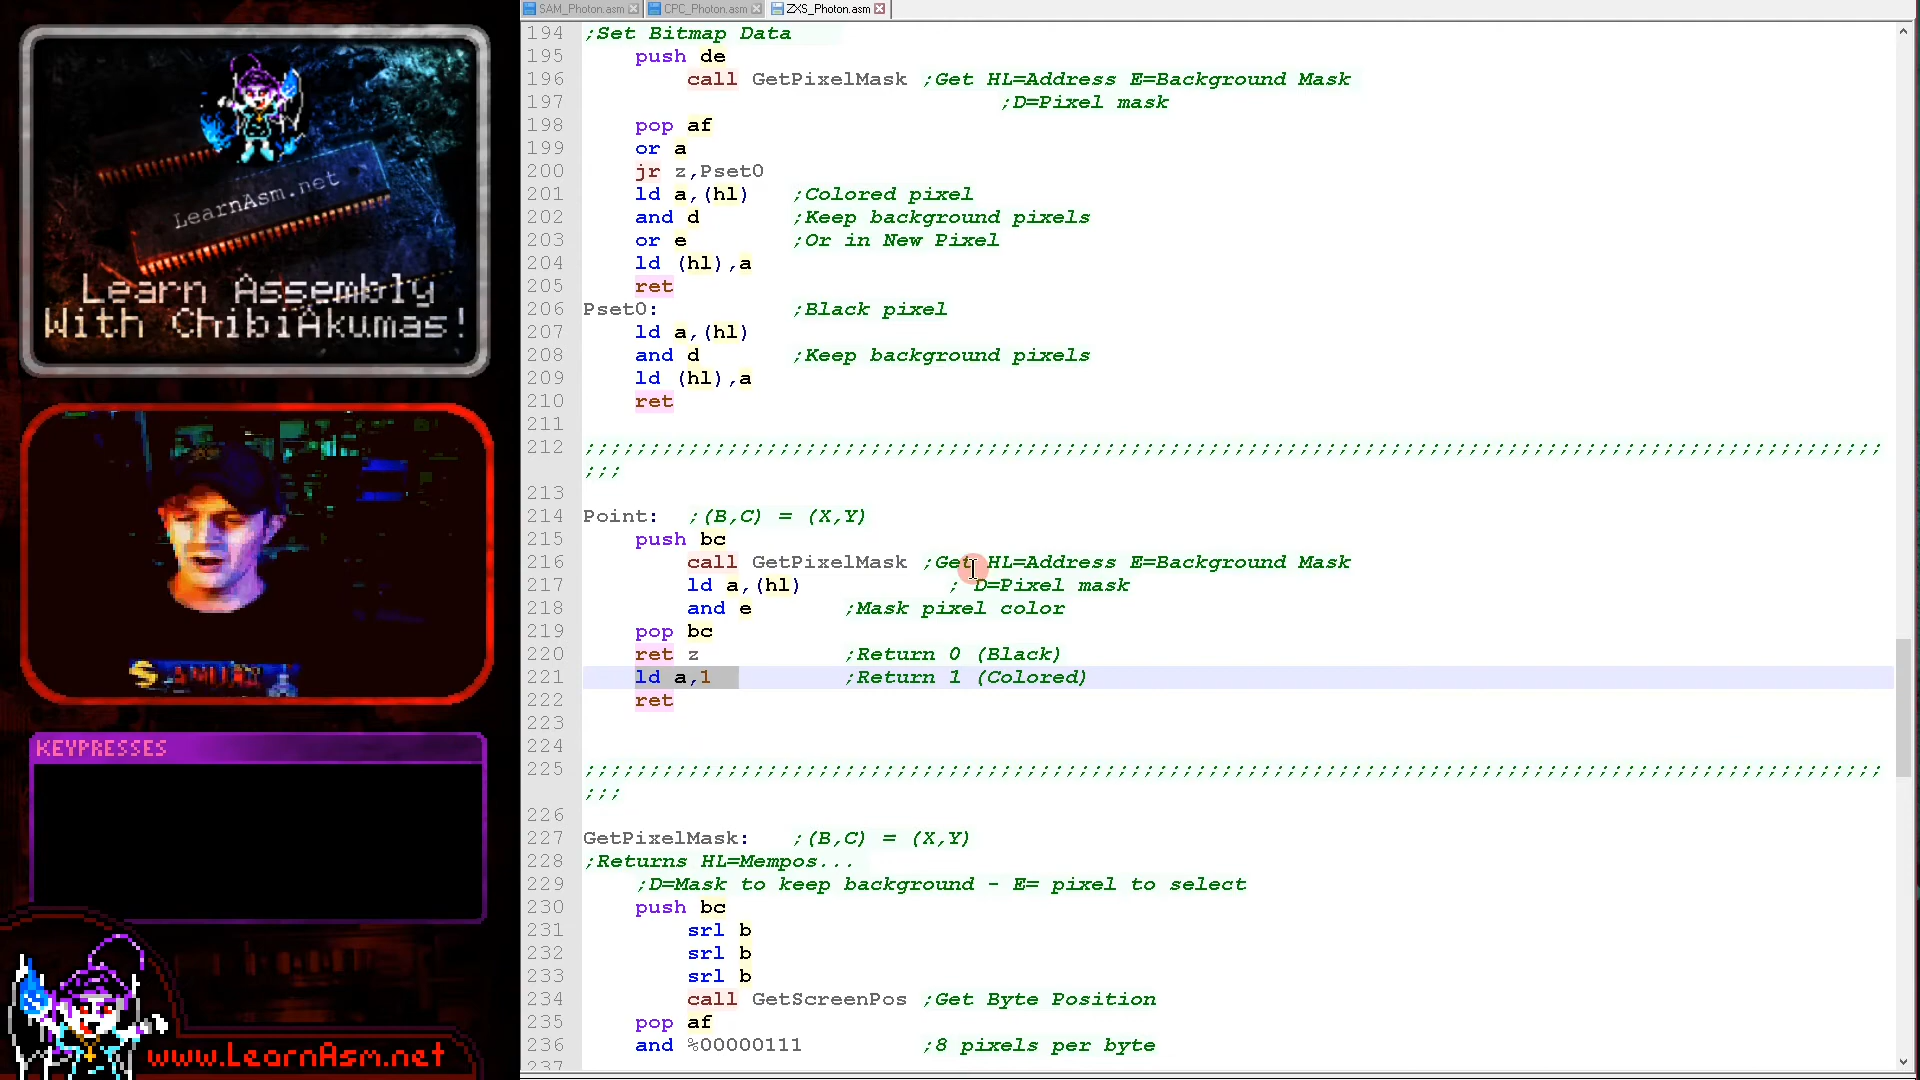 SAM_Photon.asm CPC_Photon.asm ZXS_Photon.asm
LearnAsm.net
Learn Assembly
With ChibiAkumas!
KEYPRESSES
www.LearnAsm.net
194 ;Set Bitmap Data
195 push de
196 call GetPixelMask ;Get HL=Address E=Background Mask
197 ;D=Pixel mask
198 pop af
199 or a
200 jr z,Pset0
201 ld a,(hl) ;Colored pixel
202 and d ;Keep background pixels
203 or e ;Or in New Pixel
204 ld (hl),a
205 ret
206 Pset0: ;Black pixel
207 ld a,(hl)
208 and d ;Keep background pixels
209 ld (hl),a
210 ret
211
212 ;;;;;;;;;;;;;;;;;;;;;;;;;;;;;;;;;;;;;;;;;;;;;;;;;;;;;;;;;;;;;;;;;;;;;;;;;;;;;;;;;;;;;;;;;;;;;;;;;;;;
;;;
213
214 Point: ;(B,C) = (X,Y)
215 push bc
216 call GetPixelMask ;Get HL=Address E=Background Mask
217 ld a,(hl) ; D=Pixel mask
218 and e ;Mask pixel color
219 pop bc
220 ret z ;Return 0 (Black)
221 ld a,1 ;Return 1 (Colored)
222 ret
223
224
225 ;;;;;;;;;;;;;;;;;;;;;;;;;;;;;;;;;;;;;;;;;;;;;;;;;;;;;;;;;;;;;;;;;;;;;;;;;;;;;;;;;;;;;;;;;;;;;;;;;;;;
;;;
226
227 GetPixelMask: ;(B,C) = (X,Y)
228 ;Returns HL=Mempos...
229 ;D=Mask to keep background - E= pixel to select
230 push bc
231 srl b
232 srl b
233 srl b
234 call GetScreenPos ;Get Byte Position
235 pop af
236 and %00000111 ;8 pixels per byte
237